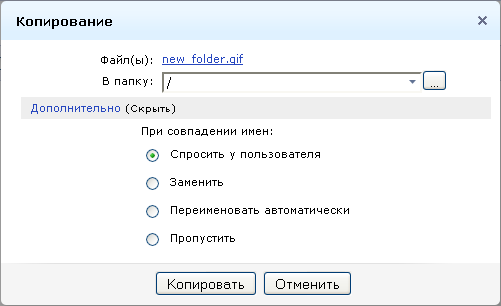 Копирование
Файл(ы): new_folder.gif
В папку: / ...
Дополнительно (Скрыть)
При совпадении имен:
Спросить у пользователя
Заменить
Переименовать автоматически
Пропустить
Копировать Отменить